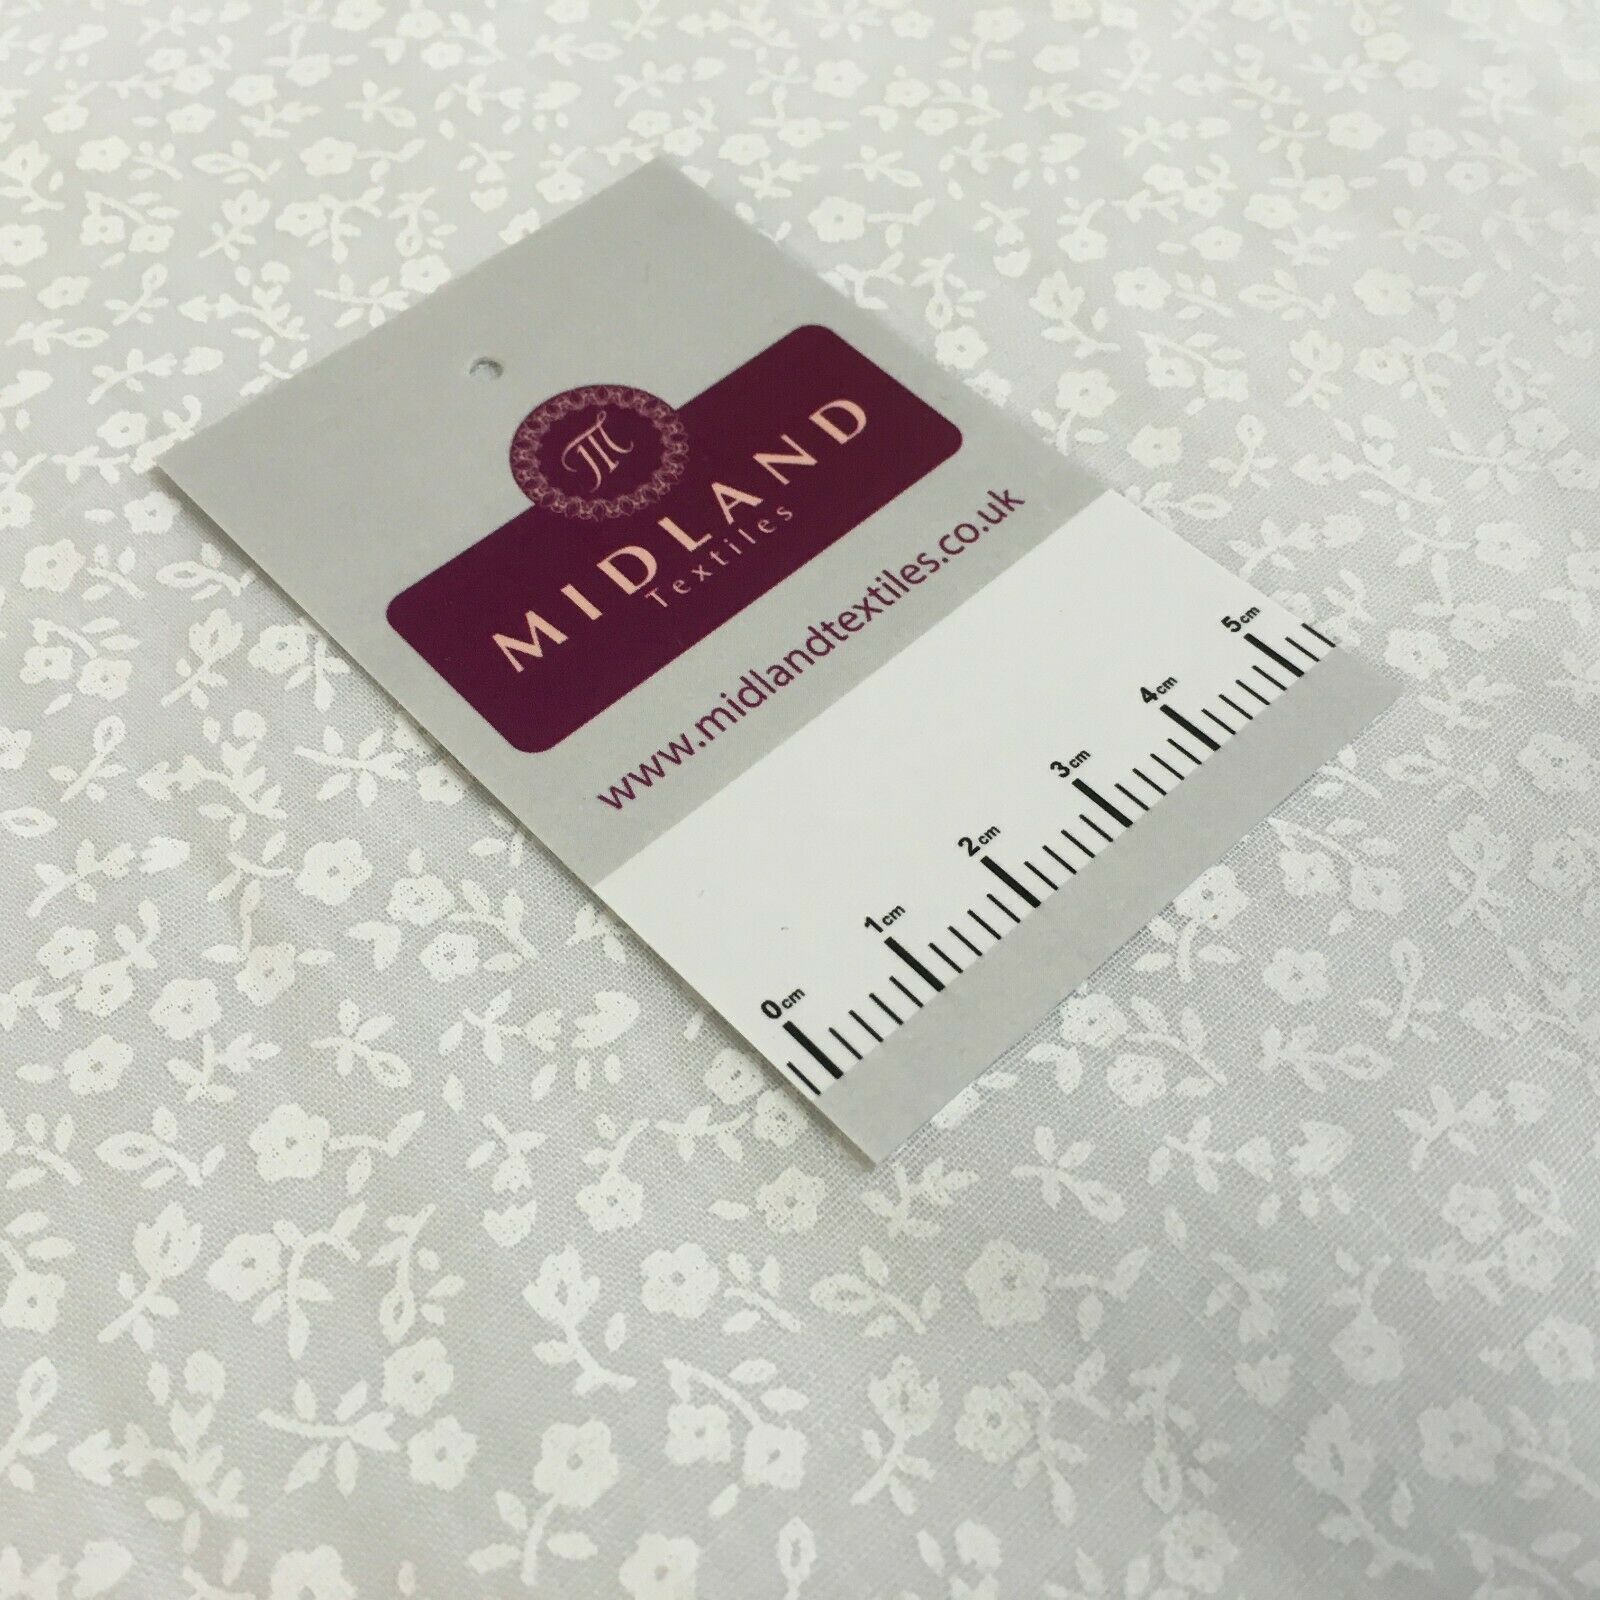 MIDLAND
Textiles
www.midlandtextiles.co.uk
0cm 1cm 2cm 3cm 4cm 5cm